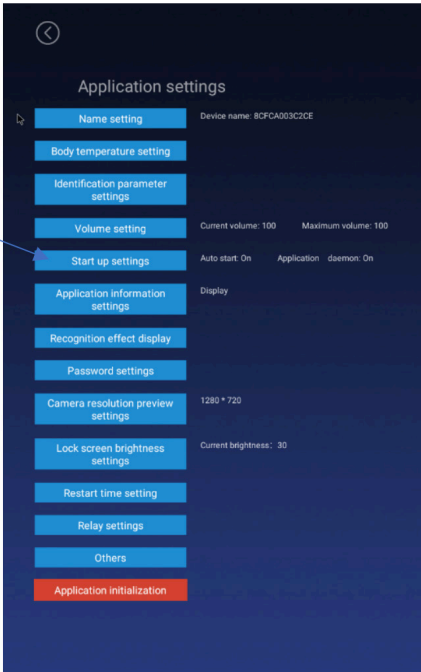 Application settings
Name setting
Device name: 8CFCA003C2CE
Body temperature setting
Identification parameter
settings
Volume setting
Current volume: 100 Maximum volume: 100
Start up settings
Auto start: On Application daemon: On
Application information
settings
Display
Recognition effect display
Password settings
Camera resolution preview
settings
1280 * 720
Lock screen brightness
settings
Current brightness: 30
Restart time setting
Relay settings
Others
Application initialization